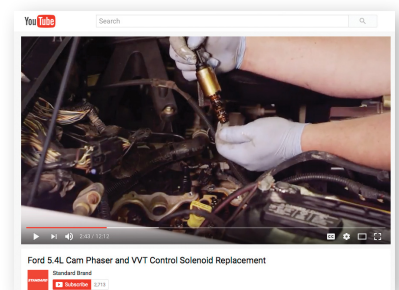 YouTube
Search
2:43 / 12:13
Ford 5.4L Cam Phaser and VVT Control Solenoid Replacement
STANDARD
Standard Brand
Subscribe 2,713